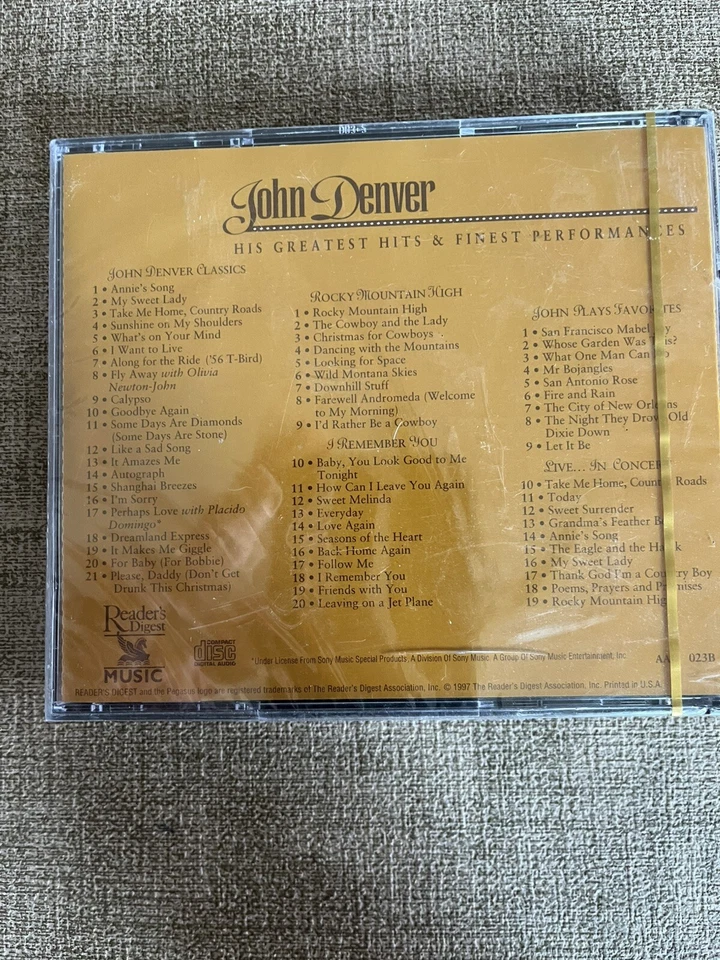 John Denver
HIS GREATEST HITS & FINEST PERFORMANCES
JOHN DENVER CLASSICS
1 • Annie's Song
2 • My Sweet Lady
3 • Take Me Home, Country Roads
4 • Sunshine on My Shoulders
5 • What's on Your Mind
6 • I Want to Live
7 • Along for the Ride ('56 T-Bird)
8 • Fly Away with Olivia
Newton-John
9 • Calypso
10 • Goodbye Again
11 • Some Days Are Diamonds
(Some Days Are Stone)
12 • Like a Sad Song
13 • It Amazes Me
14 • Autograph
15 • Shanghai Breezes
16 • I'm Sorry
17 • Perhaps Love with Placido
Domingo*
18 • Dreamland Express
19 • It Makes Me Giggle
20 • For Baby (For Bobbie)
21 • Please, Daddy (Don't Get
Drunk This Christmas)
ROCKY MOUNTAIN HIGH
1 • Rocky Mountain High
2 • The Cowboy and the Lady
3 • Christmas for Cowboys
4 • Dancing with the Mountains
5 • Looking for Space
6 • Wild Montana Skies
7 • Downhill Stuff
8 • Farewell Andromeda (Welcome
to My Morning)
9 • I'd Rather Be a Cowboy
I REMEMBER YOU
10 • Baby, You Look Good to Me
Tonight
11 • How Can I Leave You Again
12 • Sweet Melinda
13 • Everyday
14 • Love Again
15 • Seasons of the Heart
16 • Back Home Again
17 • Follow Me
18 • I Remember You
19 • Friends with You
20 • Leaving on a Jet Plane
JOHN PLAYS FAVORITES
1 • San Francisco Mabel Joy
2 • Whose Garden Was This?
3 • What One Man Can Do
4 • Mr Bojangles
5 • San Antonio Rose
6 • Fire and Rain
7 • The City of New Orleans
8 • The Night They Drove Old
Dixie Down
9 • Let It Be
LIVE... IN CONCERT
10 • Take Me Home, Country Roads
11 • Today
12 • Sweet Surrender
13 • Grandma's Feather Be
14 • Annie's Song
15 • The Eagle and the Hawk
16 • My Sweet Lady
17 • Thank God I'm a Country Boy
18 • Poems, Prayers and Promises
19 • Rocky Mountain High
Reader's
Digest
MUSIC
COMPACT
disc
DIGITAL AUDIO
*Under License From Sony Music Special Products, A Division Of Sony Music. A Group Of Sony Music Entertainment, Inc.
023B
READER'S DIGEST and the Pegasus logo are registered trademarks of The Reader's Digest Association, Inc. © 1997 The Reader's Digest Association, Inc. Printed in U.S.A.